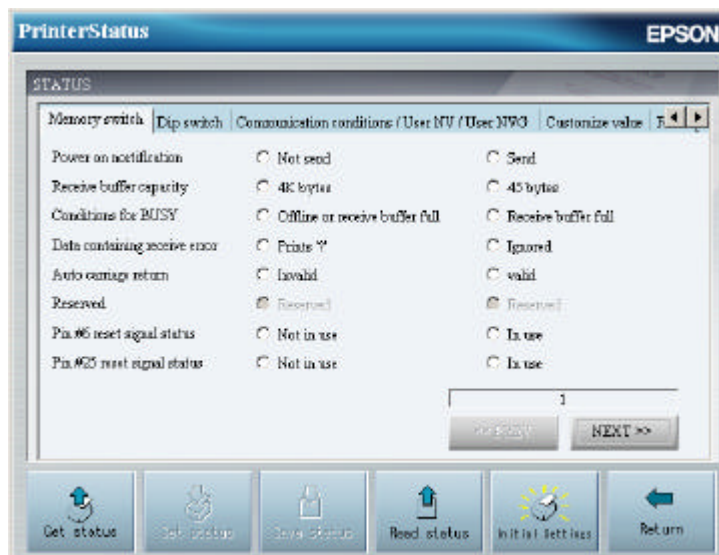 PrinterStatus
EPSON
STATUS
Memory switch
Dip switch
Communication conditions / User NV / User NVG
Customize value
Power on nortification
Not send
Send
Receive buffer capacity
4K bytes
45 bytes
Conditions for BUSY
Offline or receive buffer full
Receive buffer full
Data containing receive error
Prints '?'
Ignored
Auto carriage return
Invalid
valid
Reserved
Reserved
Reserved
Pin #6 reset signal status
Not in use
In use
Pin #25 reset signal status
Not in use
In use
1
<<PREV
NEXT >>
Get status
Set status
Save status
Read status
Initial Settings
Return